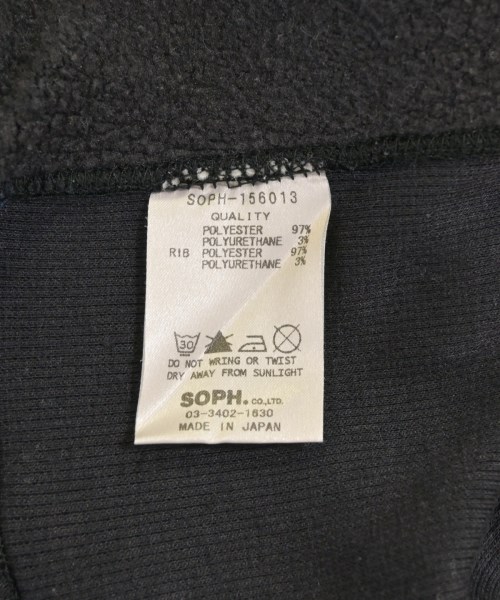 SOPH-156013
QUALITY
POLYESTER 97%
POLYURETHANE 3%
RIB POLYESTER 97%
POLYURETHANE 3%
30
DO NOT WRING OR TWIST
DRY AWAY FROM SUNLIGHT
SOPH. CO.,LTD.
03-3402-1630
MADE IN JAPAN